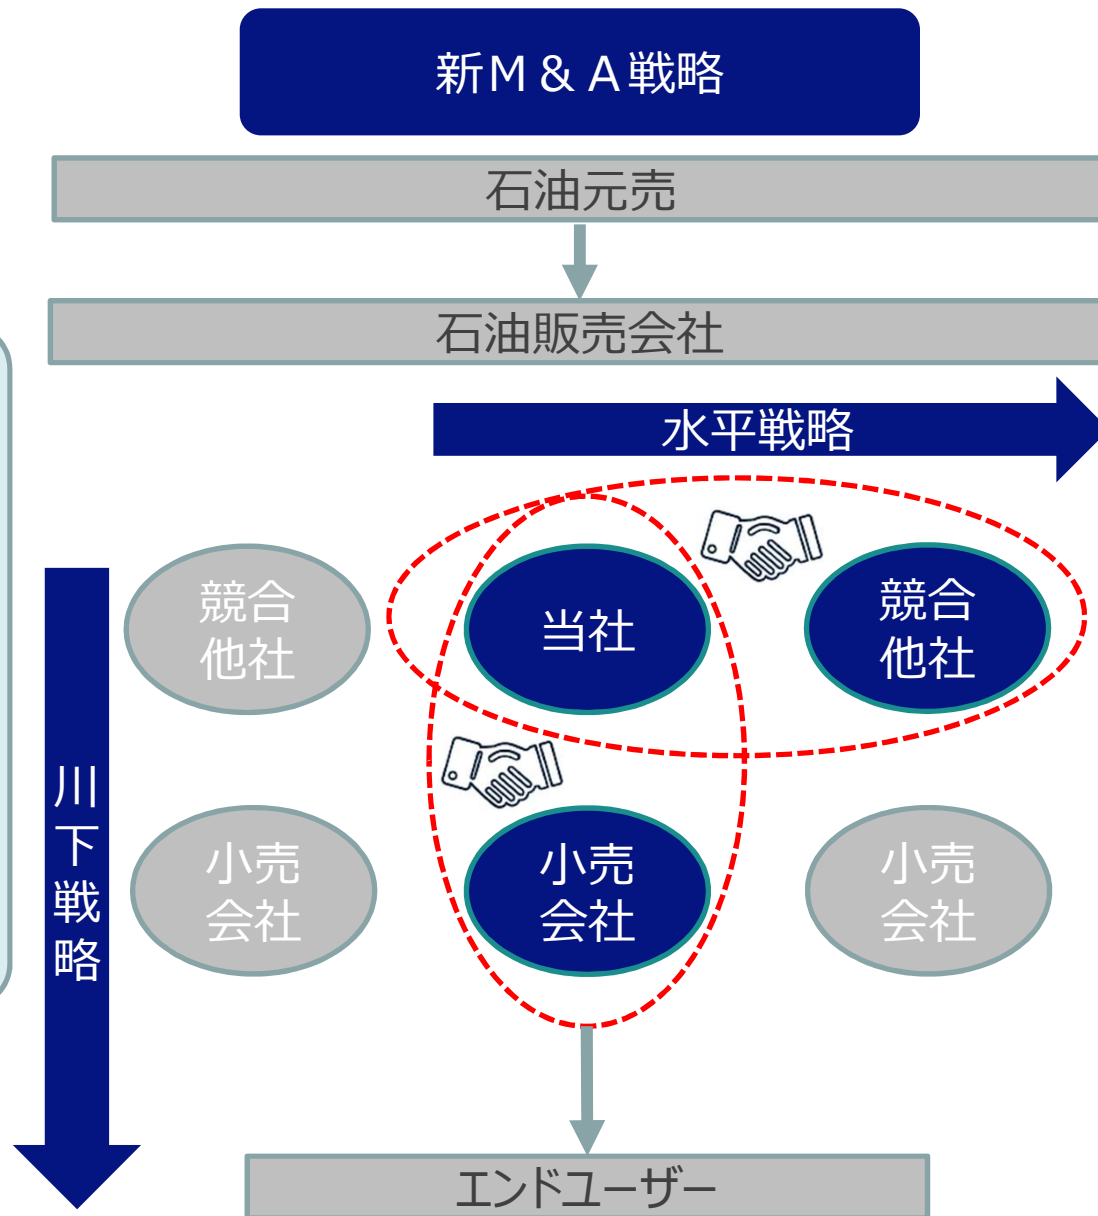 新M＆A戦略
石油元売
石油販売会社
水平戦略
競合
他社
当社
競合
他社
川下戦略
小売
会社
小売
会社
小売
会社
エンドユーザー